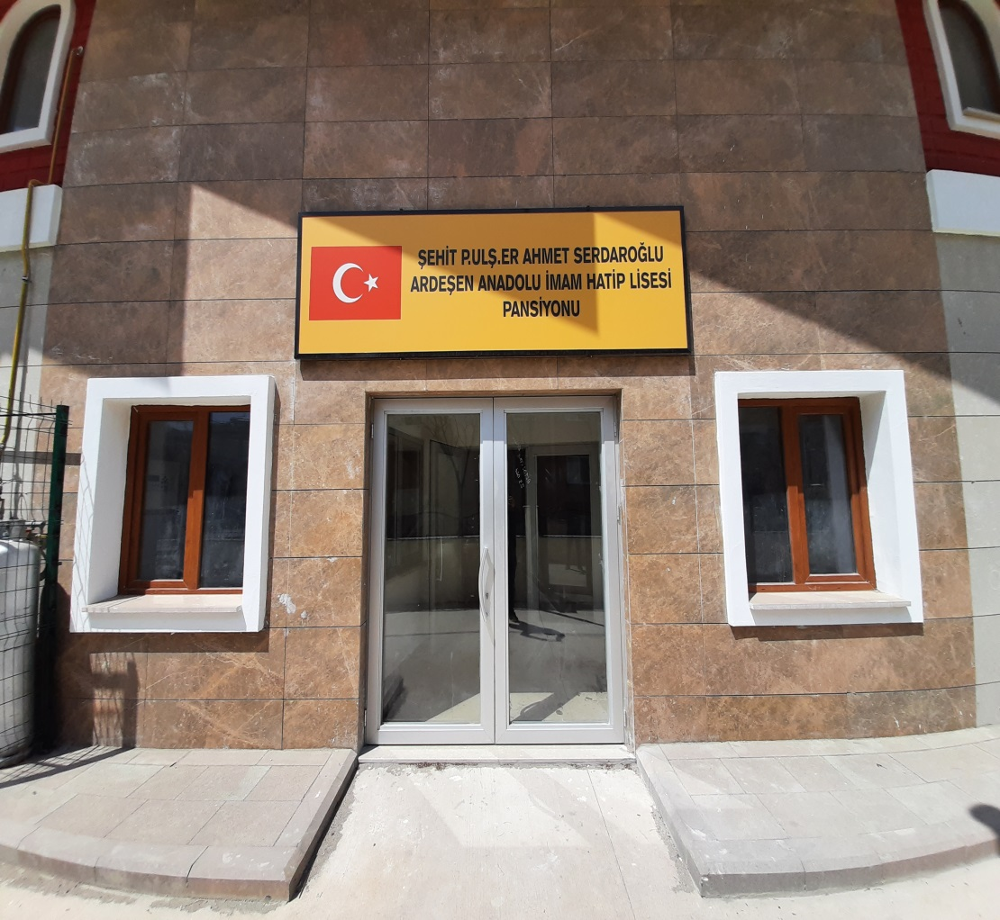 ŞEHİT P.ULŞ.ER AHMET SERDAROĞLU
ARDEŞEN ANADOLU İMAM HATİP LİSESİ
PANSİYONU